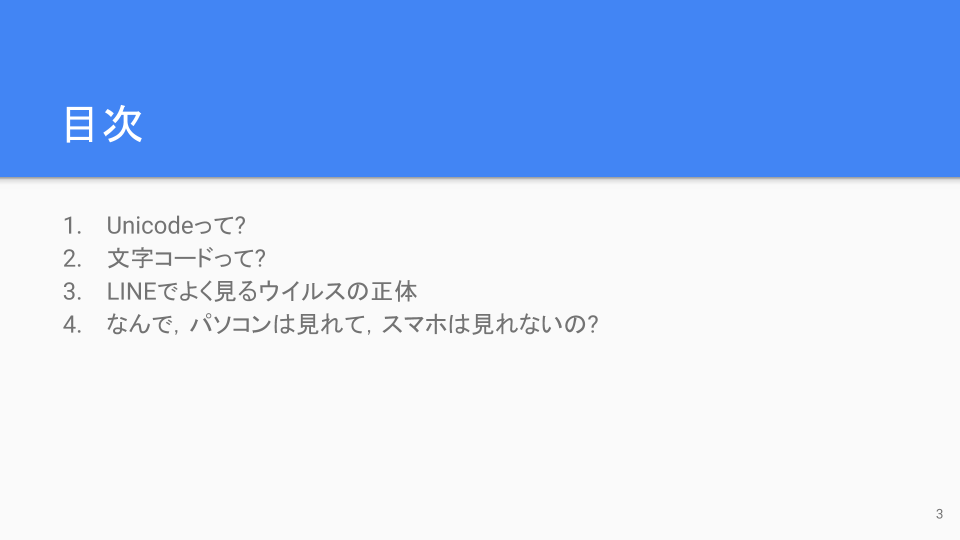 目次
1. Unicodeって?
2. 文字コードって?
3. LINEでよく見るウイルスの正体
4. なんで, パソコンは見れて, スマホは見れないの?
3